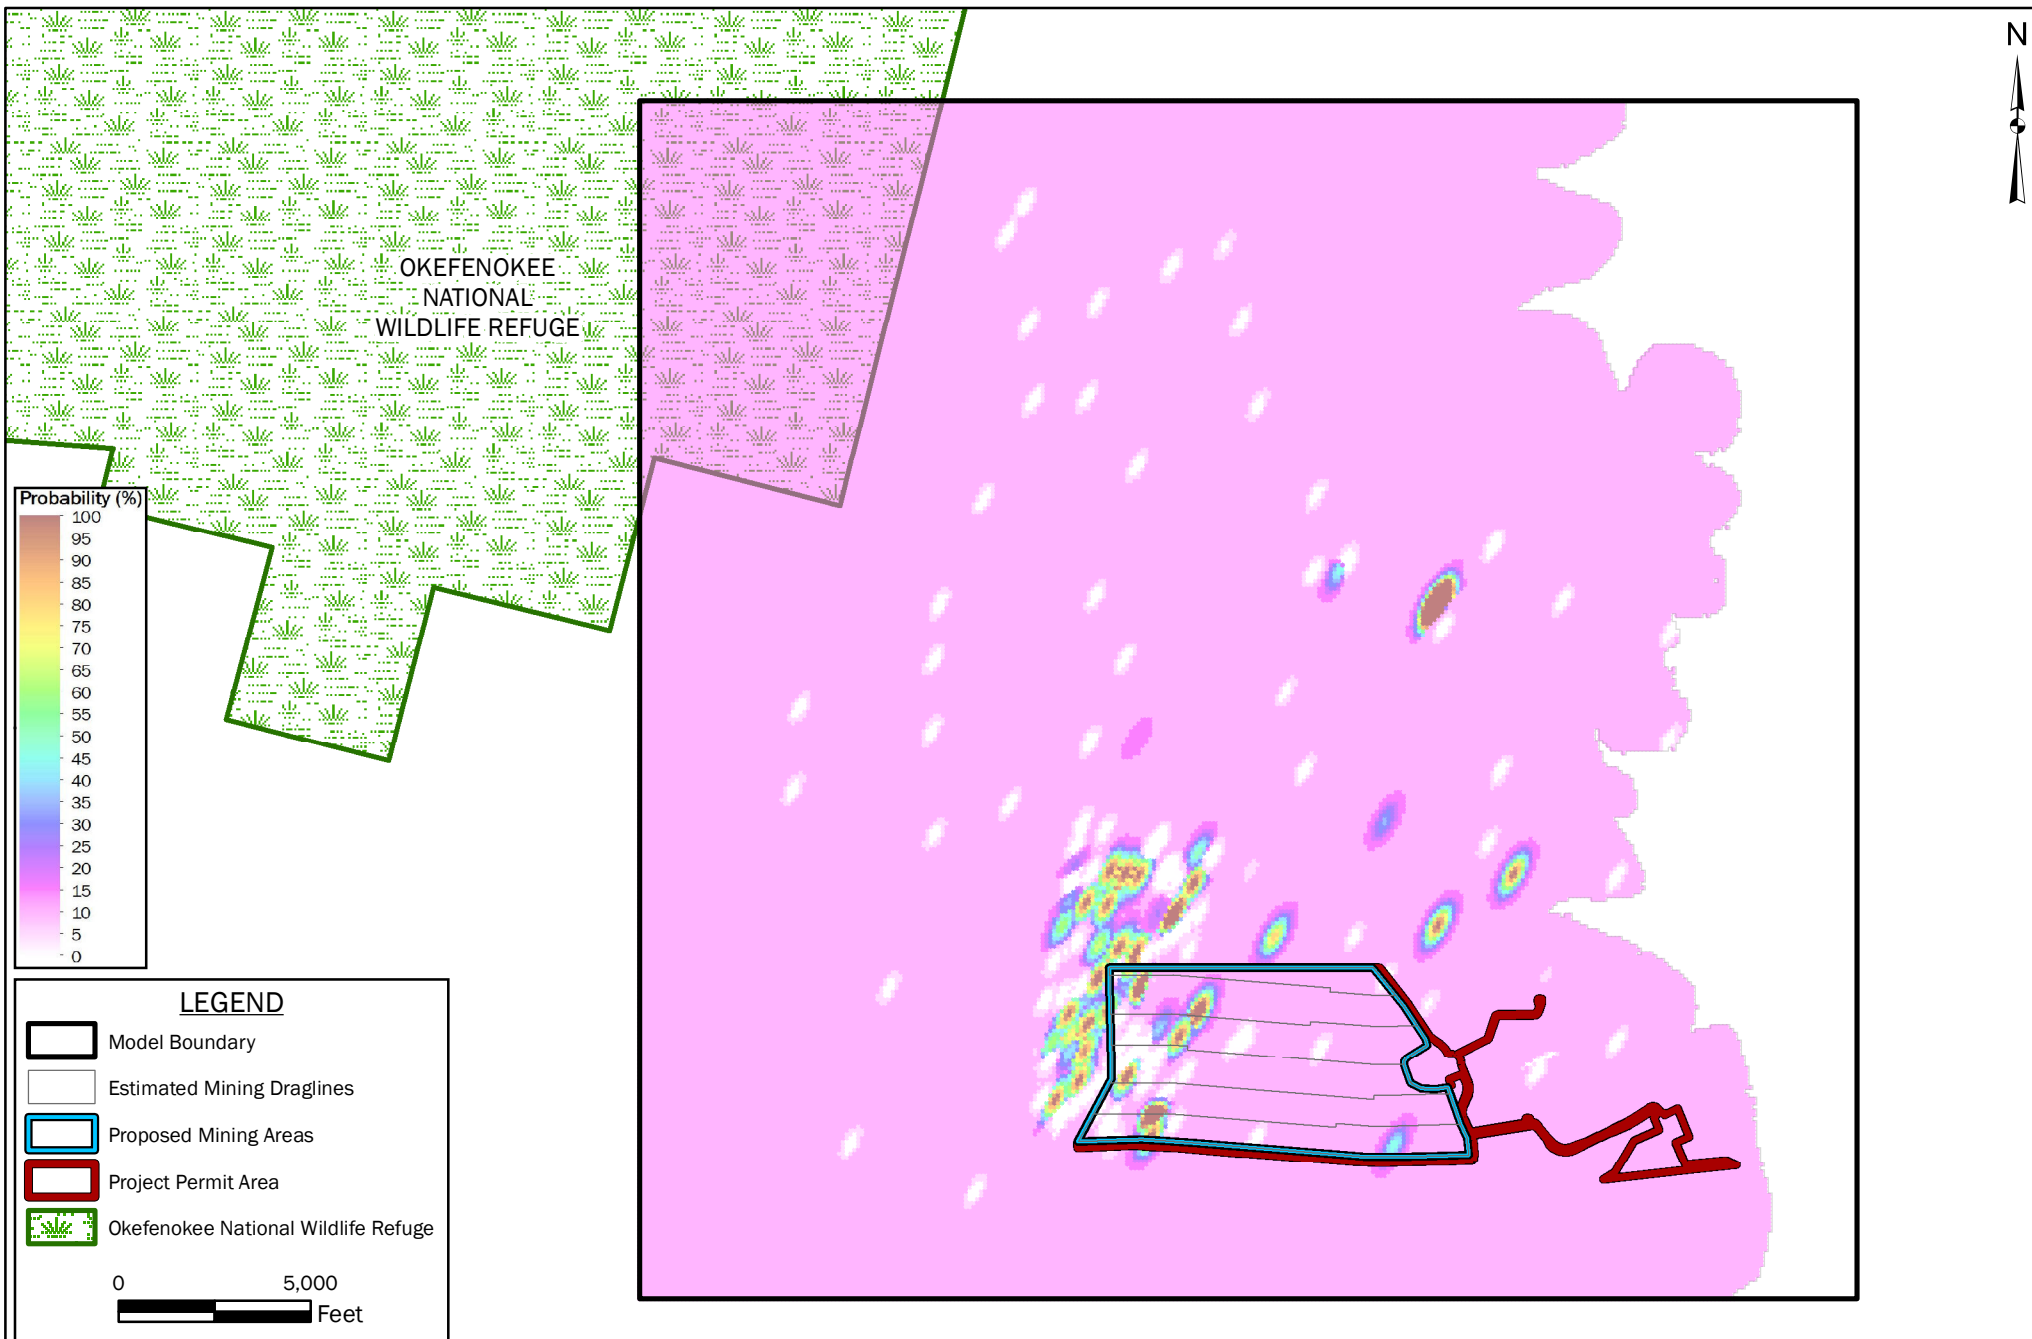 N
OKEFENOKEE
NATIONAL
WILDLIFE REFUGE
Probability (%)
100
95
90
85
80
75
70
65
60
55
50
45
40
35
30
25
20
15
10
5
0
LEGEND
Model Boundary
Estimated Mining Draglines
Proposed Mining Areas
Project Permit Area
Okefenokee National Wildlife Refuge
0 5,000
Feet